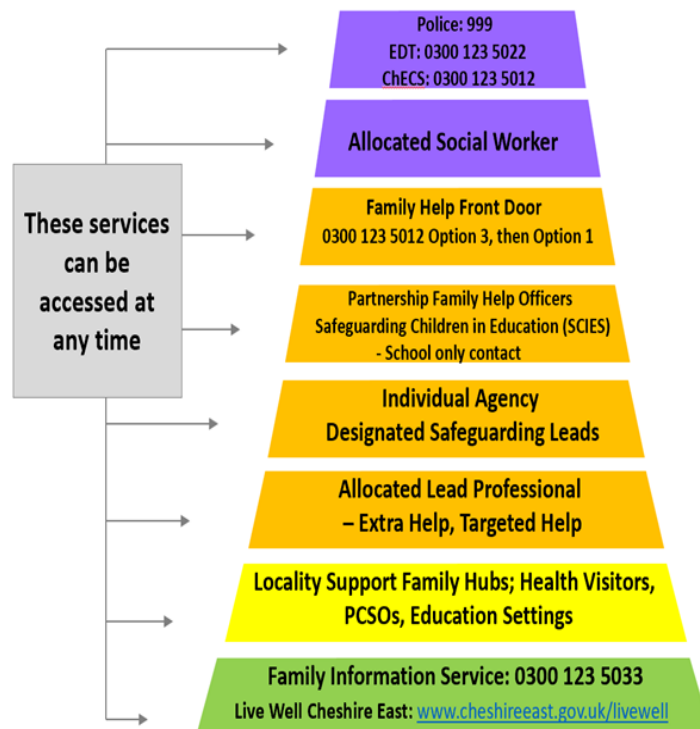 Police: 999
EDT: 0300 123 5022
ChECS: 0300 123 5012
Allocated Social Worker
These services
can be
accessed at
any time
Family Help Front Door
0300 123 5012 Option 3, then Option 1
Partnership Family Help Officers
Safeguarding Children in Education (SCIES)
- School only contact
Individual Agency
Designated Safeguarding Leads
Allocated Lead Professional
– Extra Help, Targeted Help
Locality Support Family Hubs; Health Visitors,
PCSOs, Education Settings
Family Information Service: 0300 123 5033
Live Well Cheshire East: www.cheshireeast.gov.uk/livewell